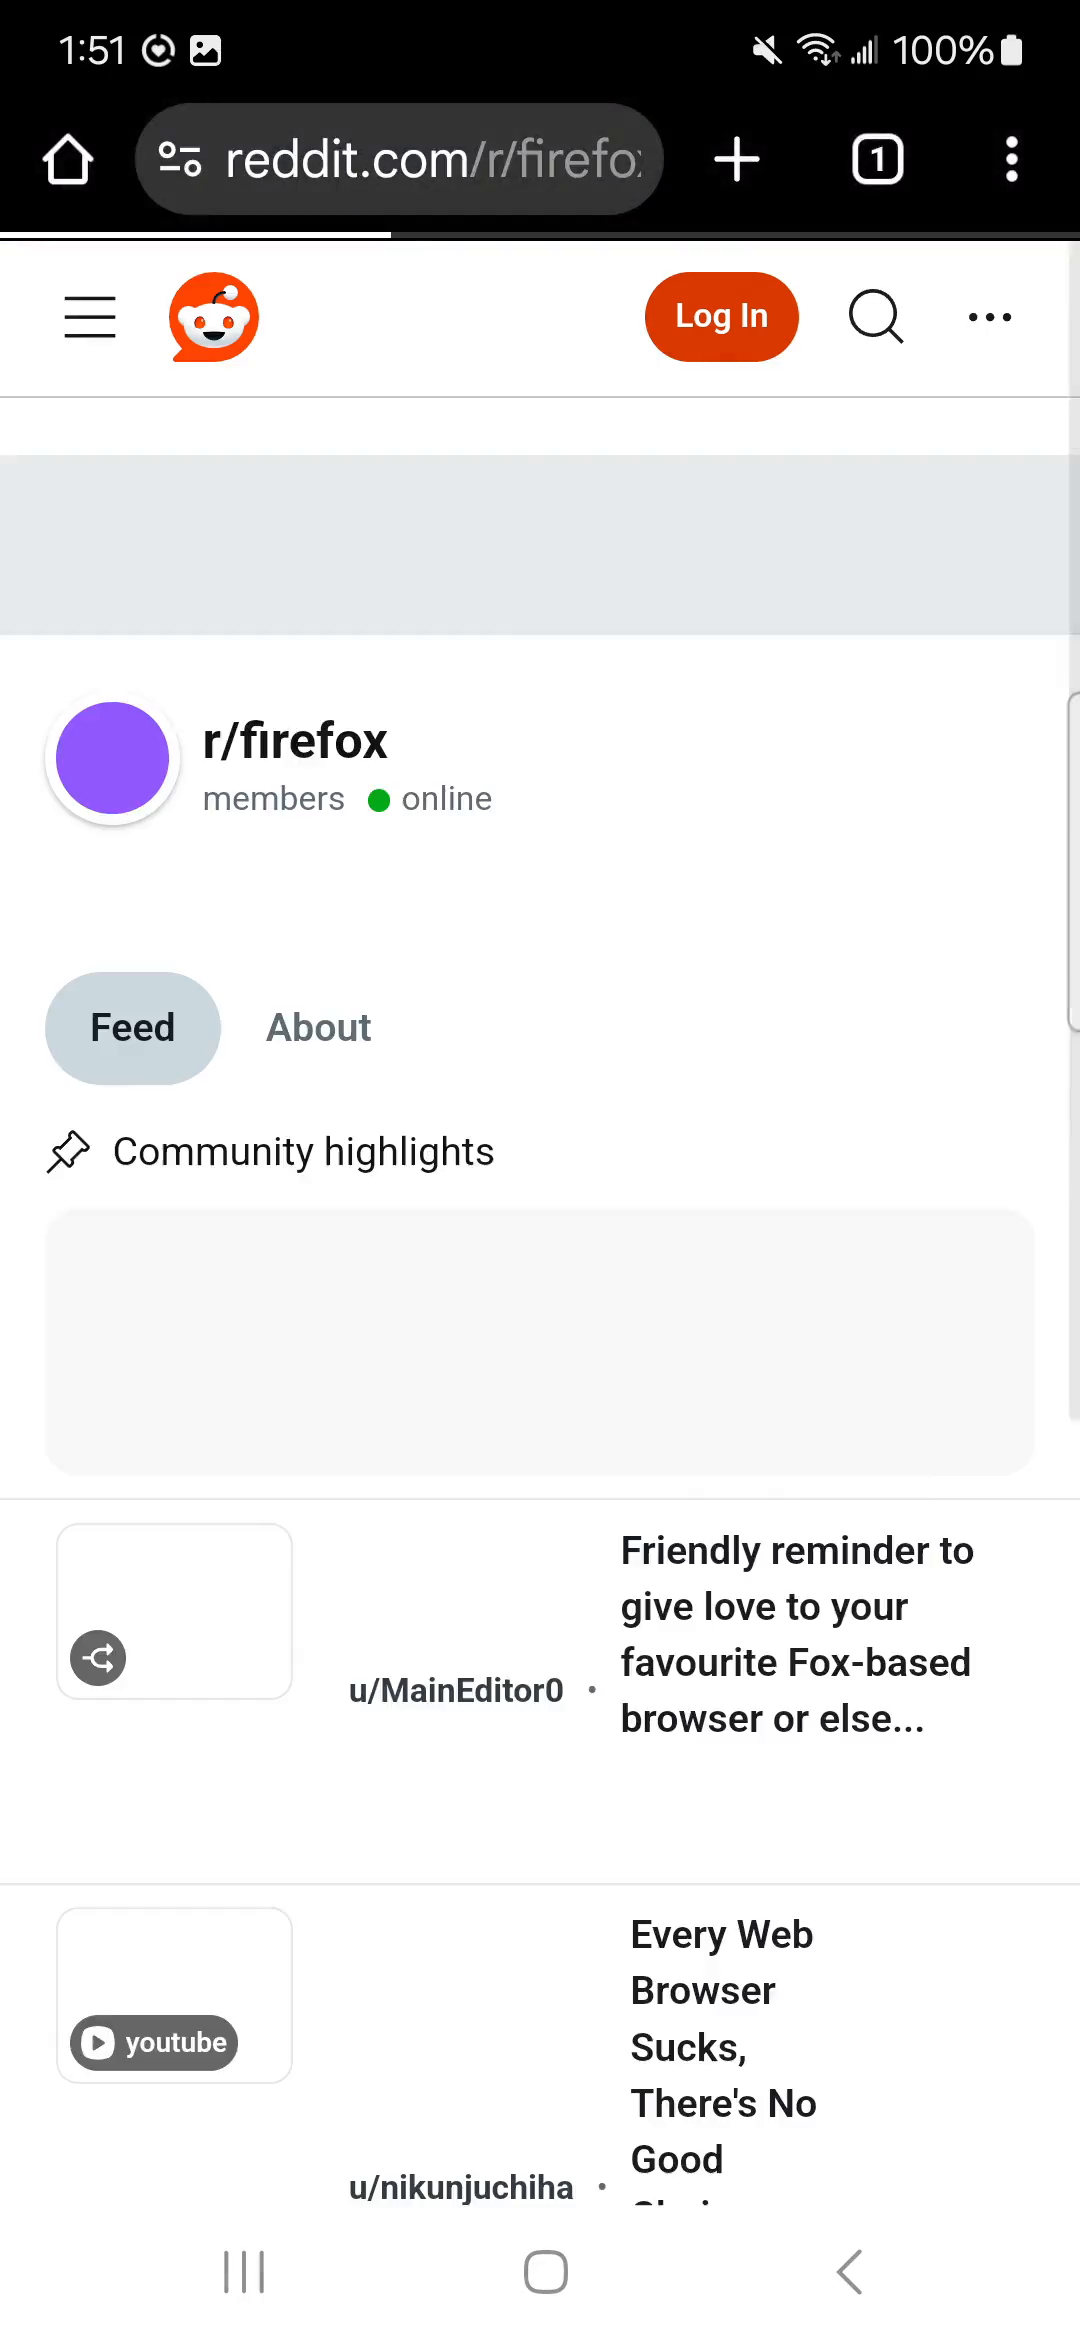 1:51
100%
reddit.com/r/firefo
1
Log In
r/firefox
members online
Feed
About
Community highlights
Friendly reminder to
give love to your
favourite Fox-based
browser or else...
u/MainEditor0 •
Every Web
Browser
Sucks,
There's No
Good
youtube
u/nikunjuchiha •